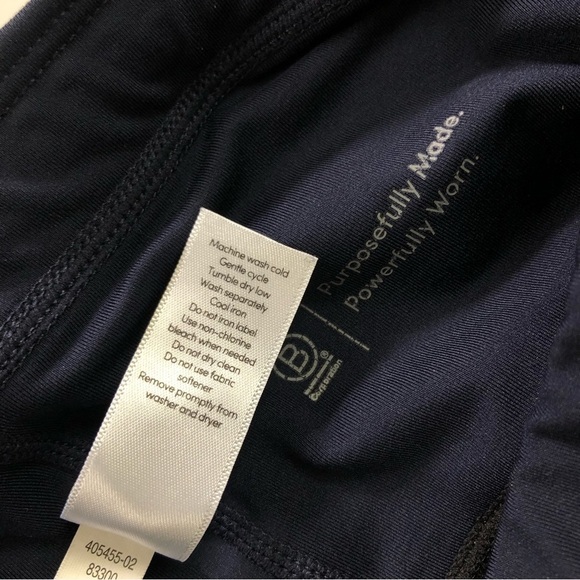 Purposefully Made.
Powerfully Worn.
B
®
Corporation
Machine wash cold
Gentle cycle
Tumble dry low
Wash separately
Cool iron
Do not iron label
Use non-chlorine
bleach when needed
Do not dry clean
Do not use fabric
softener
Remove promptly from
washer and dryer
405455-02
83300